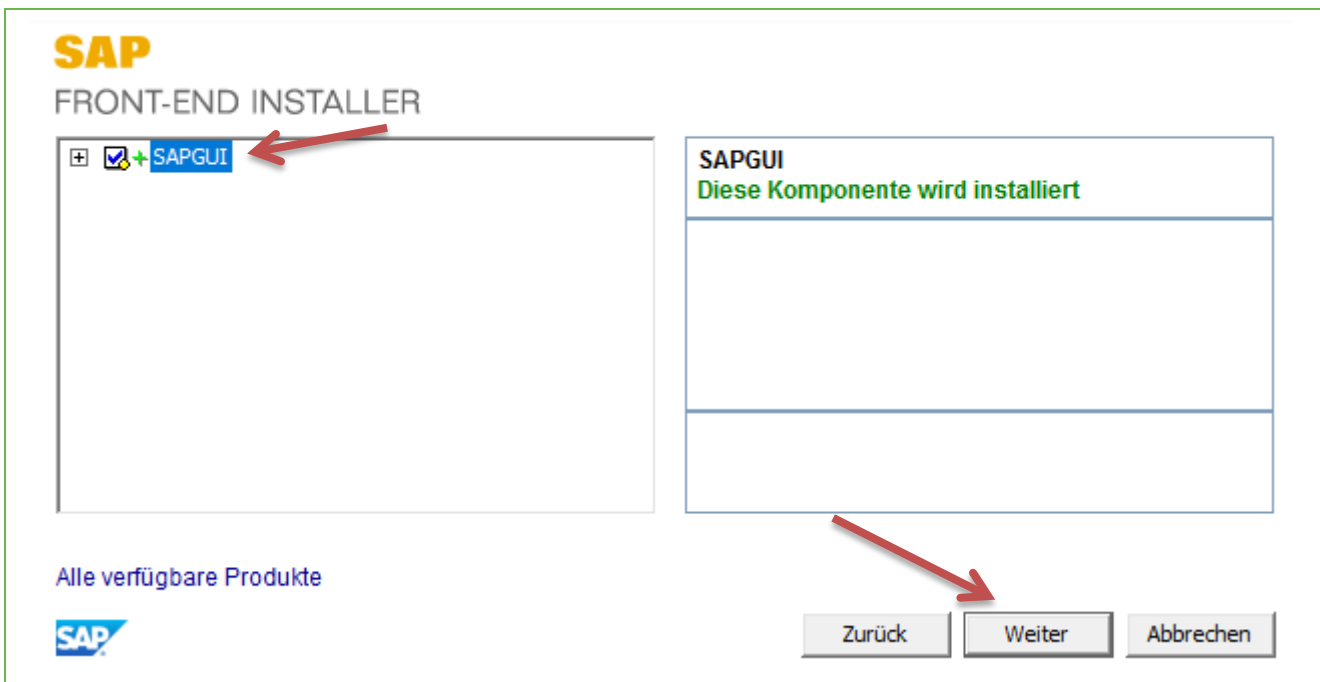 SAP
FRONT-END INSTALLER
SAPGUI
SAPGUI
Diese Komponente wird installiert
Alle verfügbare Produkte
SAP
Zurück
Weiter
Abbrechen